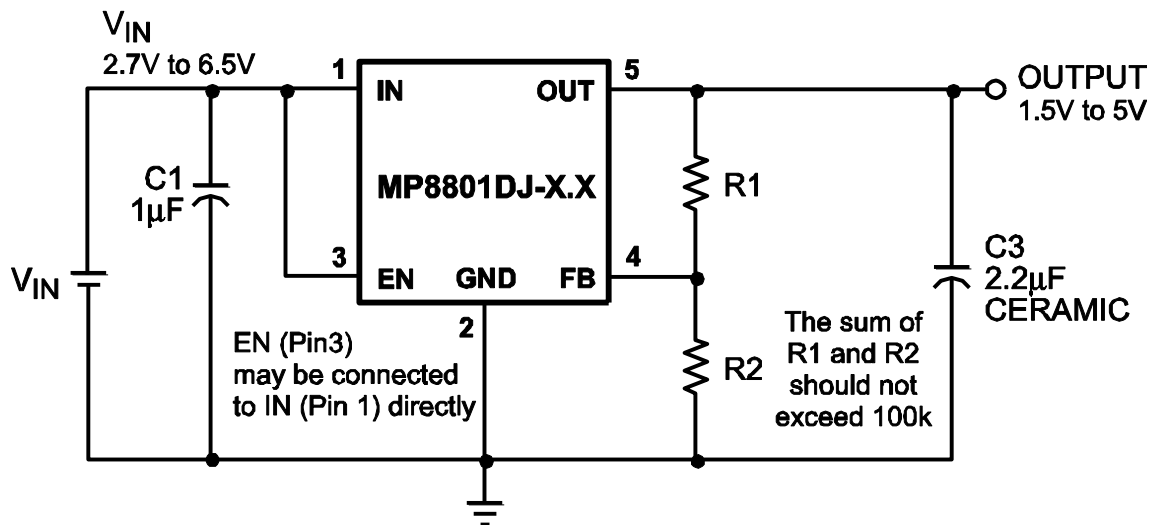 V_IN
2.7V to 6.5V
1
5
OUTPUT
1.5V to 5V
IN
OUT
C1
1µF
MP8801DJ-X.X
R1
3
4
C3
2.2µF
CERAMIC
V_IN
EN
GND
FB
2
EN (Pin3)
may be connected
to IN (Pin 1) directly
R2
The sum of
R1 and R2
should not
exceed 100k